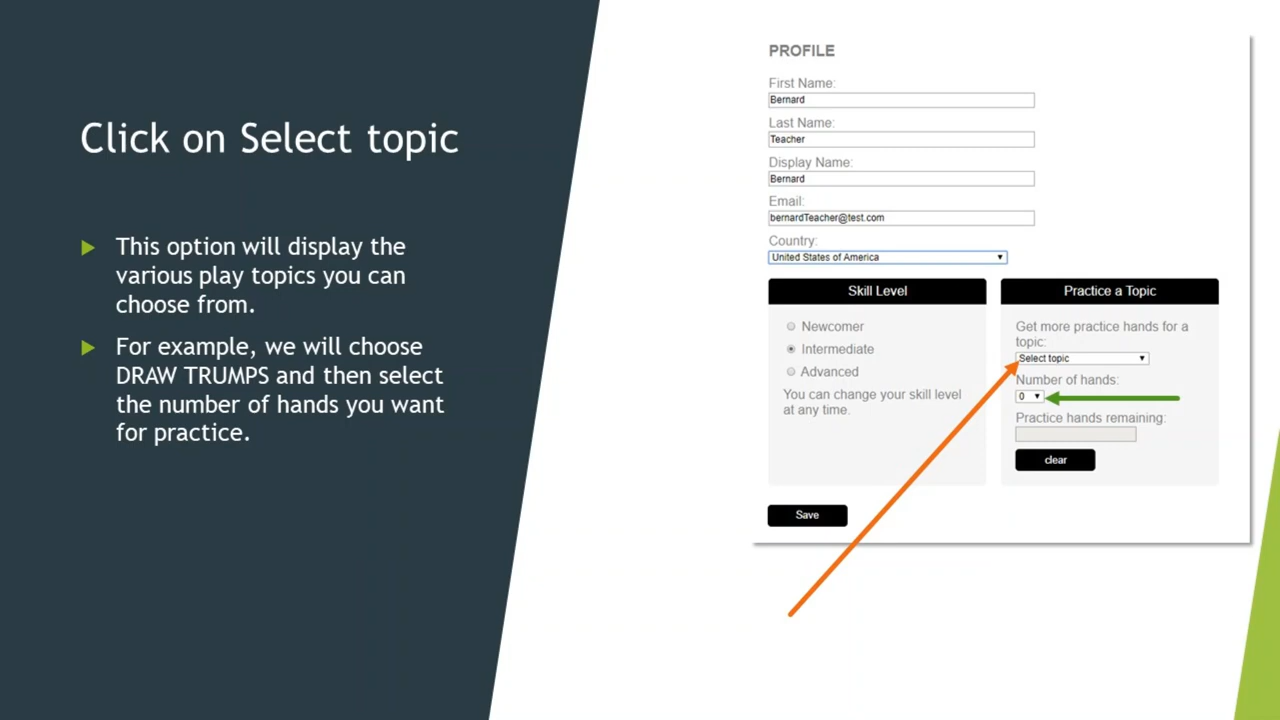 Click on Select topic
This option will display the
various play topics you can
choose from.
For example, we will choose
DRAW TRUMPS and then select
the number of hands you want
for practice.
PROFILE
First Name:
Bernard
Last Name:
Teacher
Display Name:
Bernard
Email:
bernardTeacher@test.com
Country:
United States of America
Skill Level
Newcomer
Intermediate
Advanced
You can change your skill level
at any time.
Practice a Topic
Get more practice hands for a
topic:
Select topic
Number of hands:
0
Practice hands remaining:
clear
Save